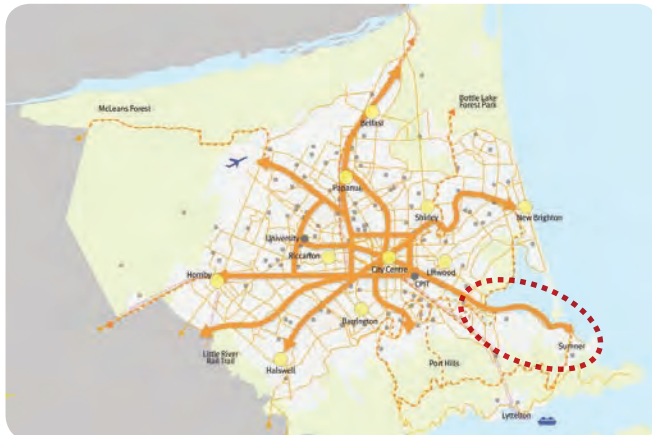 McLeans Forest
Bottle Lake
Forest Park
Belfast
Papanui
Shirley
New Brighton
University
Riccarton
City Centre
Linwood
CPIT
Hornby
Barrington
Sumner
Little River
Rail Trail
Halswell
Port Hills
Lyttelton